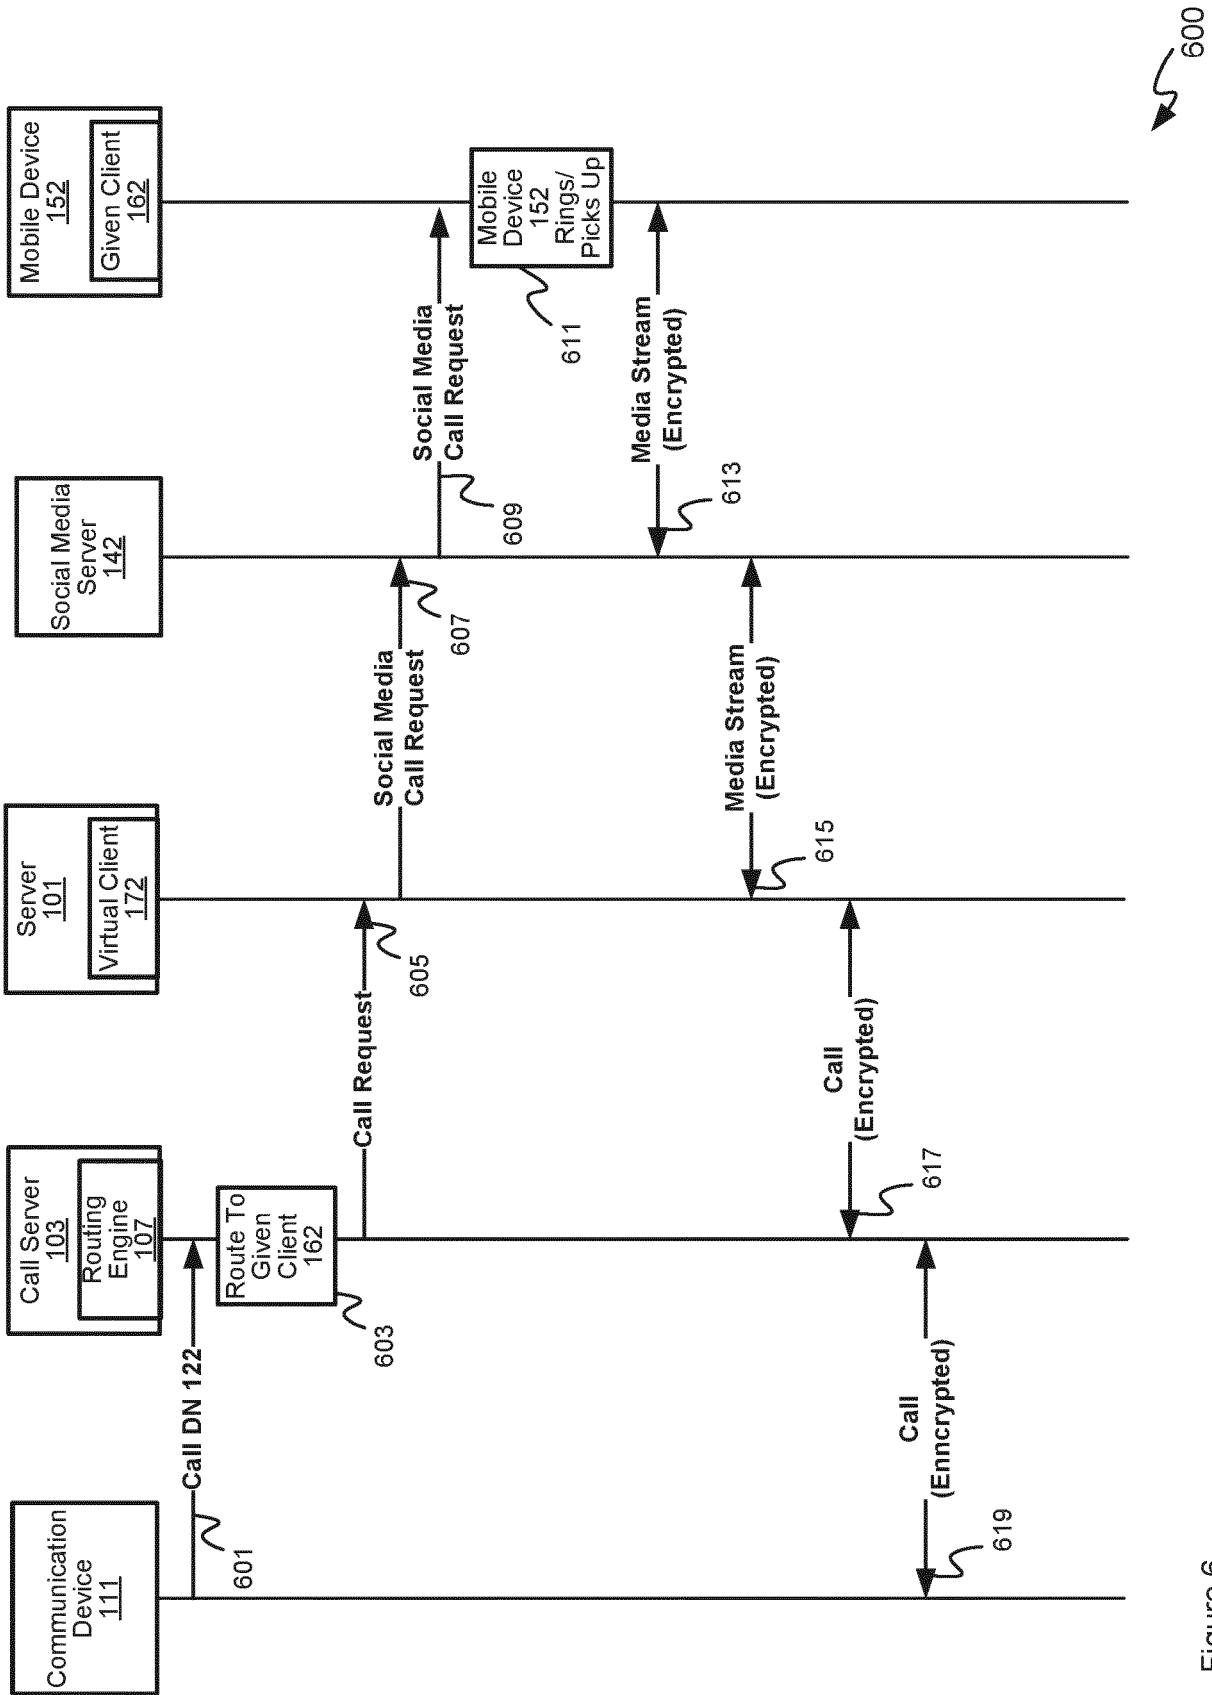 Communication
Device
111
Call Server
103
Routing
Engine
107
Server
101
Virtual Client
172
Social Media
Server
142
Mobile Device
152
Given Client
162
Call DN 122
601
Route To
Given
Client
162
603
Call Request
605
Social Media
Call Request
607
Social Media
Call Request
609
Mobile
Device
152
Rings/
Picks Up
611
Media Stream
(Encrypted)
613
Media Stream
(Encrypted)
615
Call
(Encrypted)
617
Call
(Enncrypted)
619
600
Figure 6